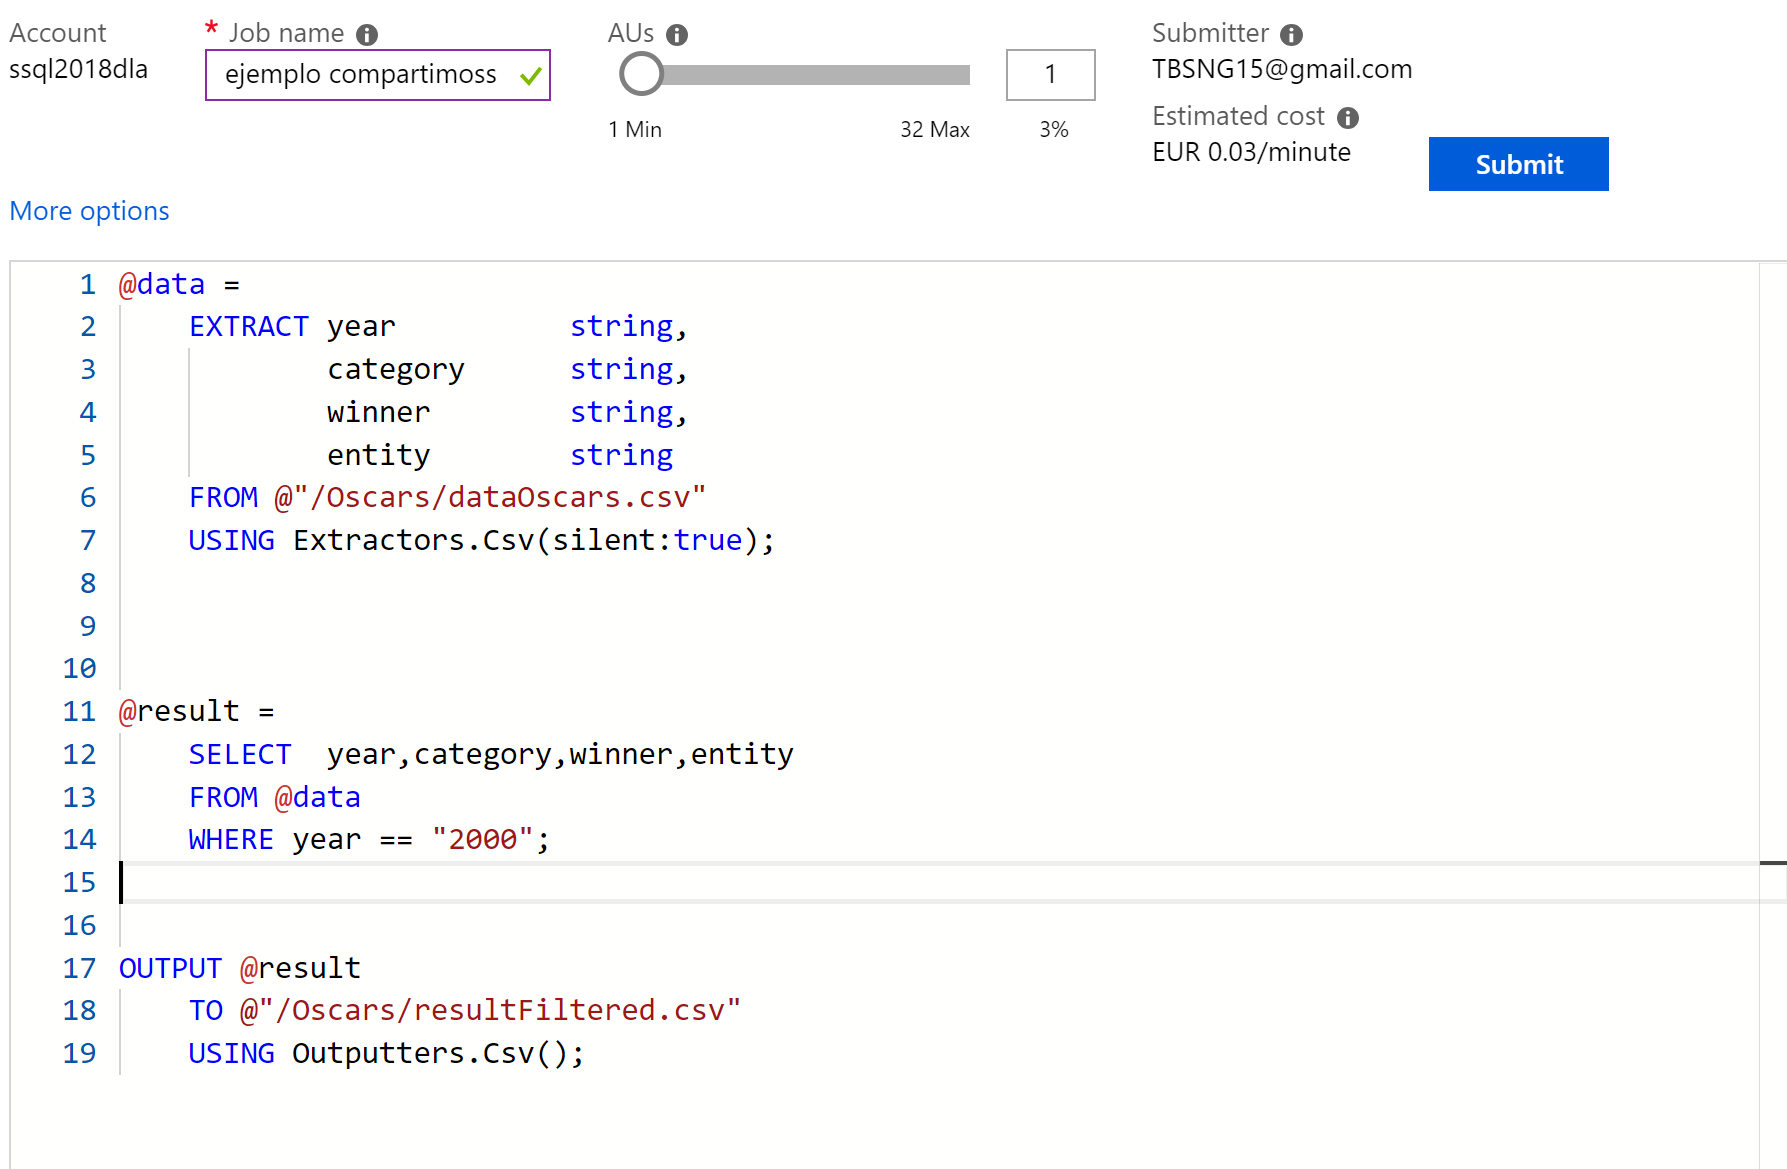 Account
ssql2018dla
* Job name
ejemplo compartimoss
AUs
1 Min
32 Max
1
3%
Submitter
TBSNG15@gmail.com
Estimated cost
EUR 0.03/minute
Submit
More options
1 @data =
2     EXTRACT year          string,
3             category      string,
4             winner        string,
5             entity        string
6     FROM @"/Oscars/dataOscars.csv"
7     USING Extractors.Csv(silent:true);
8
9
10
11 @result =
12     SELECT  year,category,winner,entity
13     FROM @data
14     WHERE year == "2000";
15
16
17 OUTPUT @result
18     TO @"/Oscars/resultFiltered.csv"
19     USING Outputters.Csv();